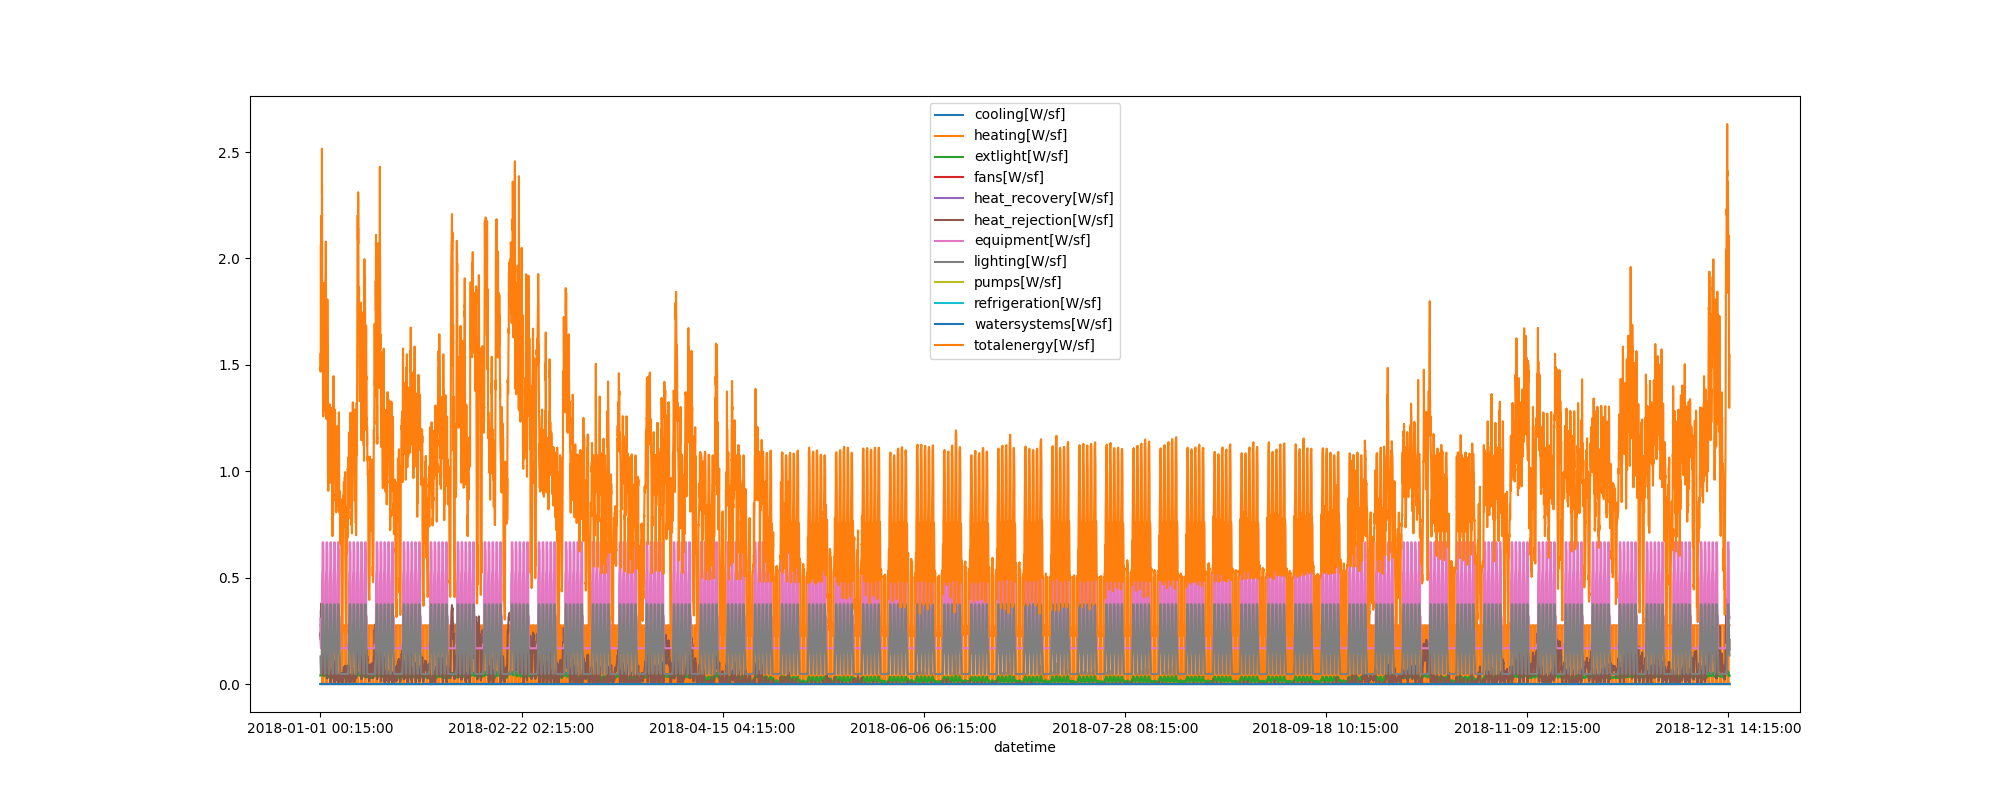 cooling[W/sf]
heating[W/sf]
extlight[W/sf]
fans[W/sf]
heat_recovery[W/sf]
heat_rejection[W/sf]
equipment[W/sf]
lighting[W/sf]
pumps[W/sf]
refrigeration[W/sf]
watersystems[W/sf]
totalenergy[W/sf]
2.5
2.0
1.5
1.0
0.5
0.0
2018-01-01 00:15:00 2018-02-22 02:15:00 2018-04-15 04:15:00 2018-06-06 06:15:00 2018-07-28 08:15:00 2018-09-18 10:15:00 2018-11-09 12:15:00 2018-12-31 14:15:00
datetime